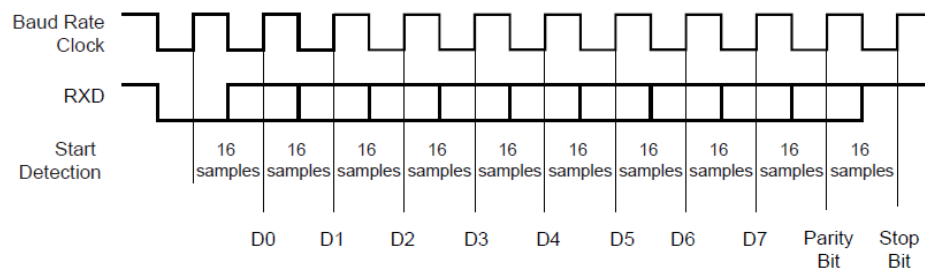 Baud Rate
Clock
RXD
Start
Detection
16 16 16 16 16 16 16 16 16 16
samples samples samples samples samples samples samples samples samples samples
D0 D1 D2 D3 D4 D5 D6 D7 Parity Stop
Bit Bit